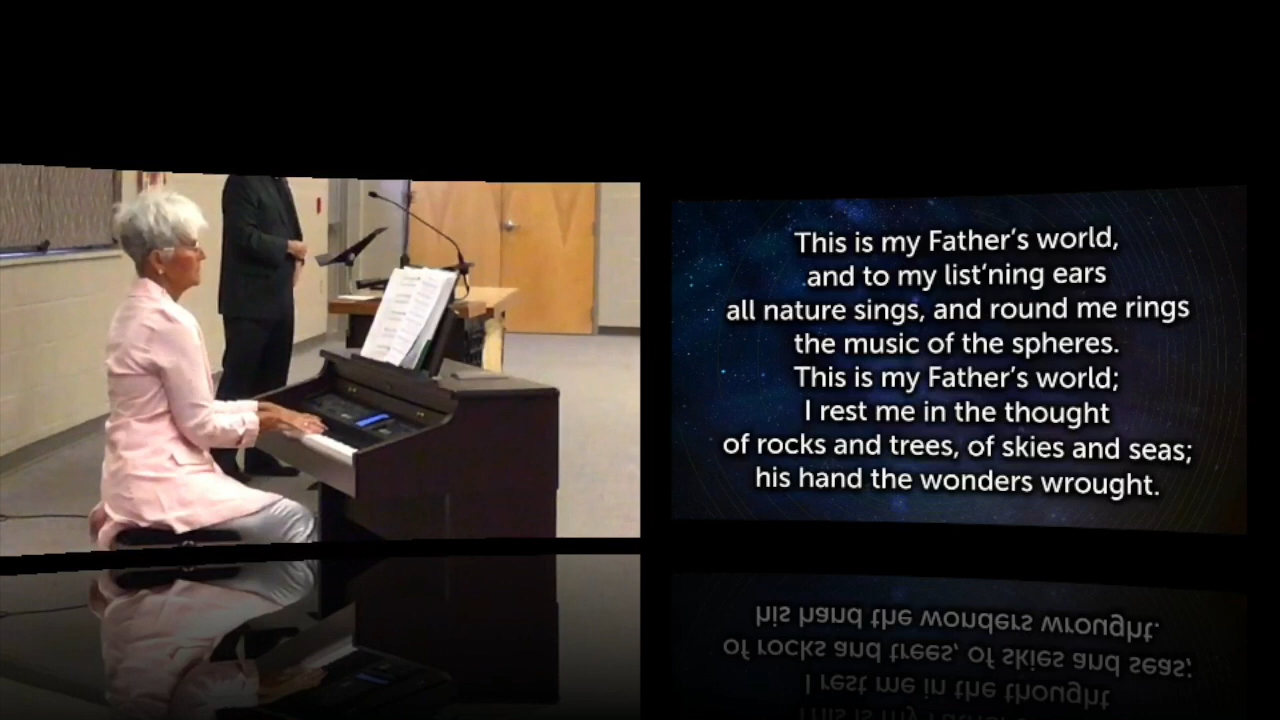 This is my Father's world,
and to my list'ning ears
all nature sings, and round me rings
the music of the spheres.
This is my Father's world;
I rest me in the thought
of rocks and trees, of skies and seas;
his hand the wonders wrought.